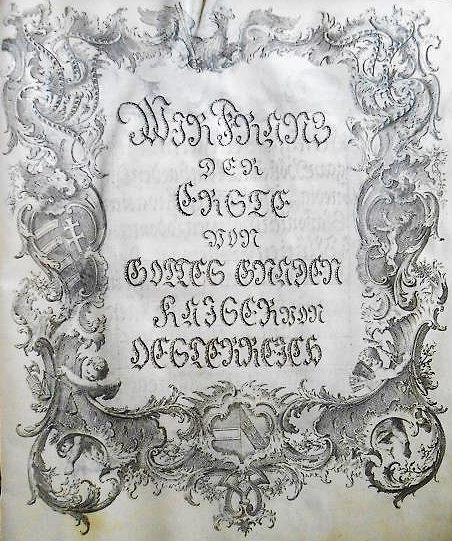 WIR FRANZ
DER
ERSTE
VON
GOTTES GNADEN
KAISER VON
OESTERREICH